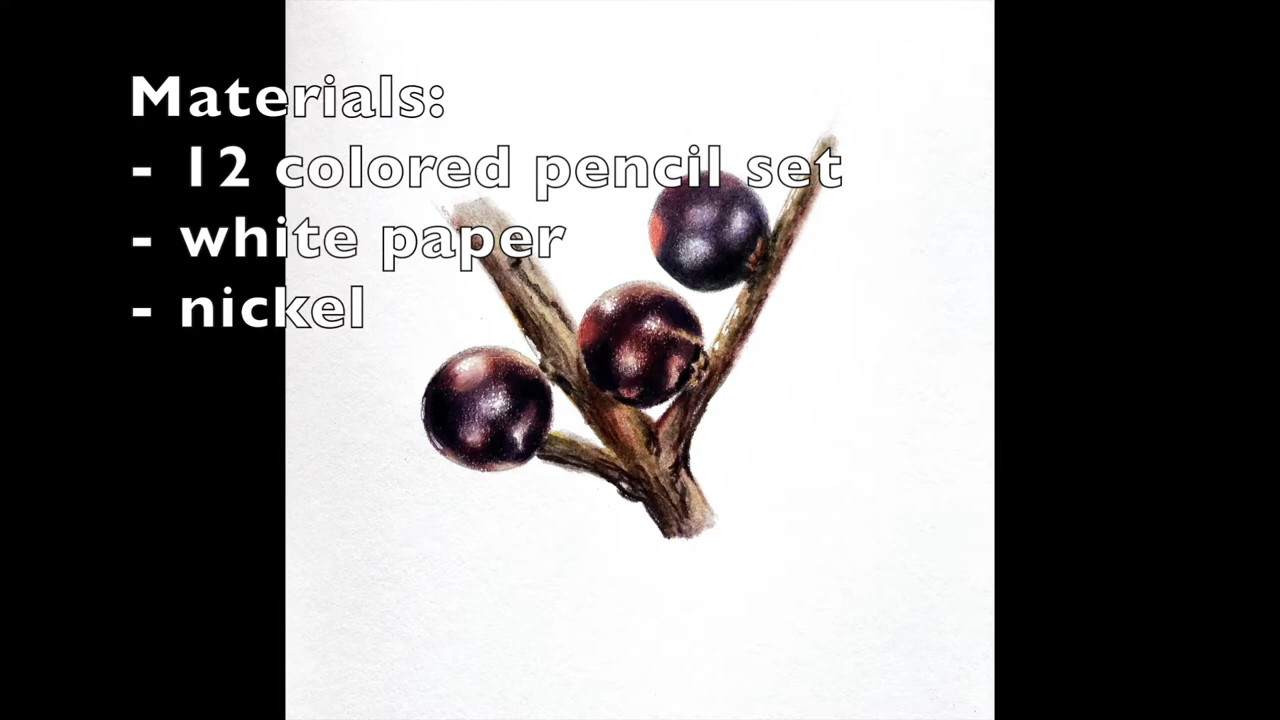 Materials:
- 12 colored pencil set
- white paper
- nickel